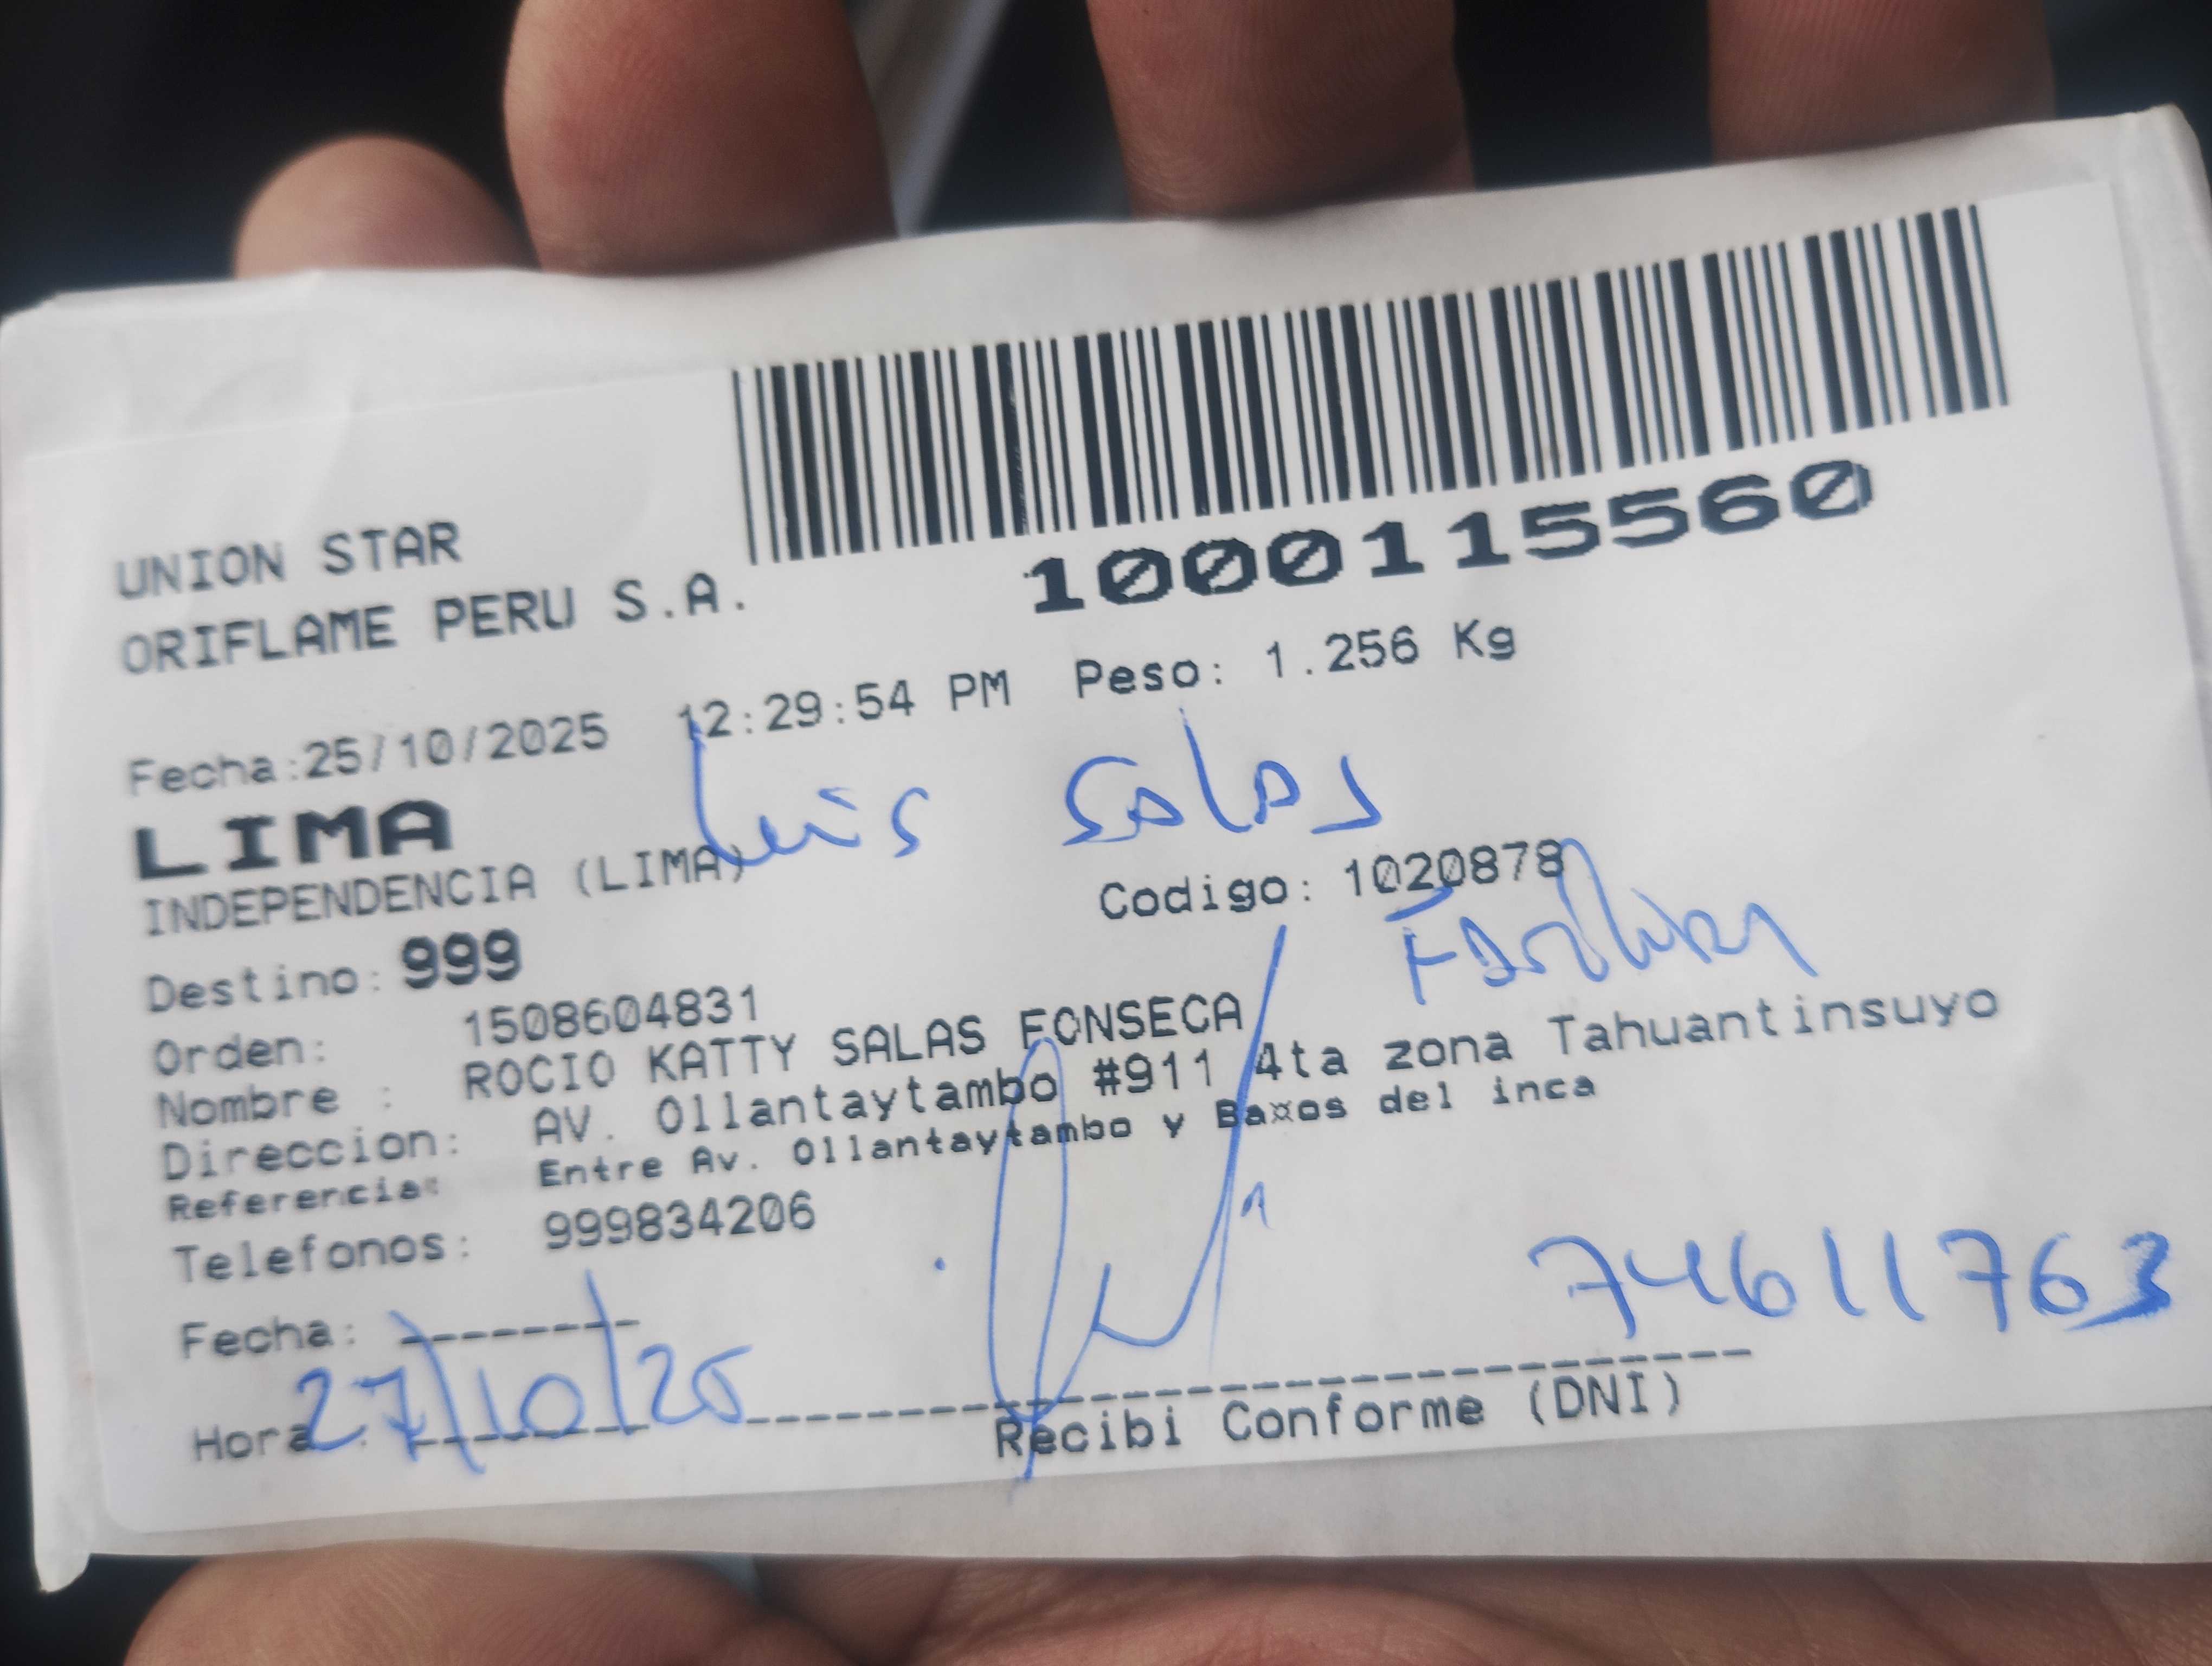 UNION STAR
ORIFLAME PERU S.A.
1000115560
Fecha:25/10/2025 12:29:54 PM Peso: 1.256 Kg
Luis Salas
LIMA
INDEPENDENCIA (LIMA)
Codigo: 1020878
Familiar
Destino: 999
Orden: 1508604831
Nombre : ROCIO KATTY SALAS FONSECA
Direccion: AV. Ollantaytambo #911 4ta zona Tahuantinsuyo
Referencia: Entre Av. Ollantaytambo y Ba¤os del inca
Telefonos: 999834206
74611763
Fecha: --------
27/10/25
Hora : --------
Recibi Conforme (DNI)